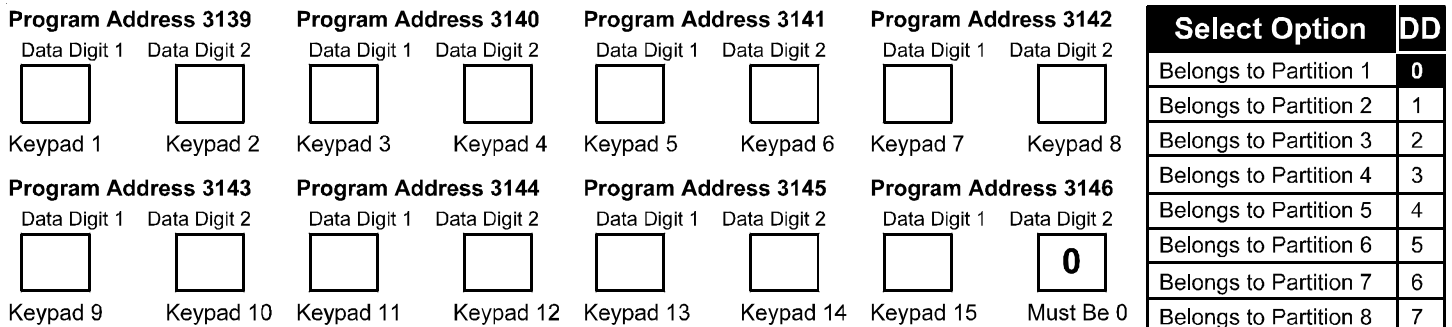 Program Address 3139 Program Address 3140 Program Address 3141 Program Address 3142
Data Digit 1 Data Digit 2 Data Digit 1 Data Digit 2 Data Digit 1 Data Digit 2 Data Digit 1 Data Digit 2
Keypad 1 Keypad 2 Keypad 3 Keypad 4 Keypad 5 Keypad 6 Keypad 7 Keypad 8
Program Address 3143 Program Address 3144 Program Address 3145 Program Address 3146
Data Digit 1 Data Digit 2 Data Digit 1 Data Digit 2 Data Digit 1 Data Digit 2 Data Digit 1 Data Digit 2
0
Keypad 9 Keypad 10 Keypad 11 Keypad 12 Keypad 13 Keypad 14 Keypad 15 Must Be 0
Select Option DD
Belongs to Partition 1 0
Belongs to Partition 2 1
Belongs to Partition 3 2
Belongs to Partition 4 3
Belongs to Partition 5 4
Belongs to Partition 6 5
Belongs to Partition 7 6
Belongs to Partition 8 7